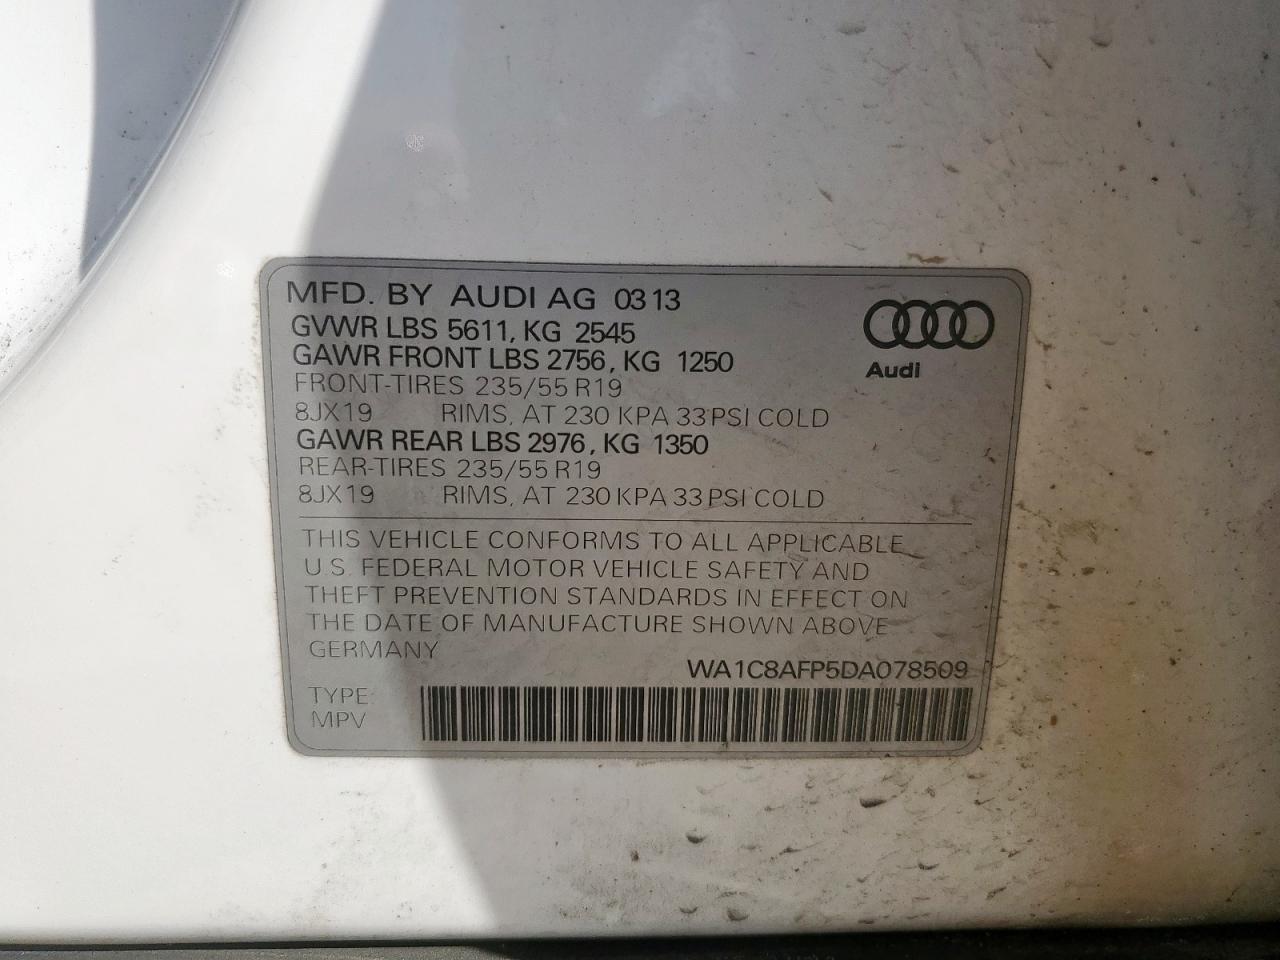 MFD. BY AUDI AG 03 13
GVWR LBS 5611, KG 2545
GAWR FRONT LBS 2756, KG 1250
FRONT-TIRES 235/55 R19
8JX19 RIMS, AT 230 KPA 33 PSI COLD
GAWR REAR LBS 2976, KG 1350
REAR-TIRES 235/55 R19
8JX19 RIMS, AT 230 KPA 33 PSI COLD
Audi
THIS VEHICLE CONFORMS TO ALL APPLICABLE
U.S. FEDERAL MOTOR VEHICLE SAFETY AND
THEFT PREVENTION STANDARDS IN EFFECT ON
THE DATE OF MANUFACTURE SHOWN ABOVE
GERMANY
WA1C8AFP5DA078509
TYPE:
MPV